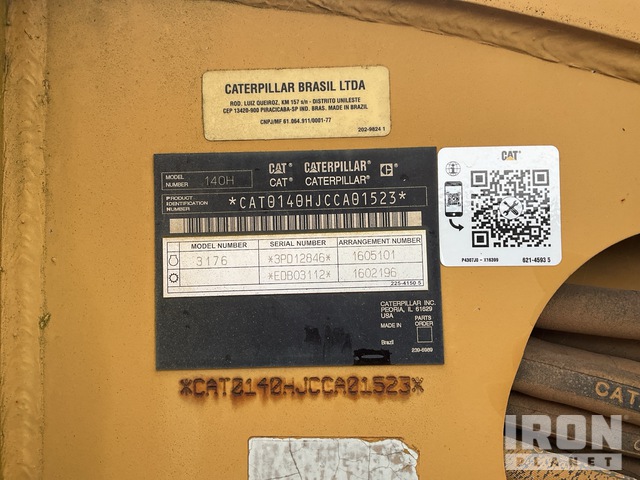 CATERPILLAR BRASIL LTDA
ROD. LUIZ QUEIROZ, KM 157 s/n - DISTRITO UNILESTE
CEP 13420-900 PIRACICABA-SP IND. BRAS. MADE IN BRAZIL
CNPJ/MF 61.064.911/0001-77
202-9824 1
MODEL NUMBER 140H
CAT® CATERPILLAR®
CAT® CATERPILLAR®
PRODUCT IDENTIFICATION NUMBER *CAT0140HJCCA01523*
MODEL NUMBER SERIAL NUMBER ARRANGEMENT NUMBER
3176 *3PD12846* 1605101
*EDB03112* 1602196
225-4150 5
CATERPILLAR INC.
PEORIA, IL 61629
USA
MADE IN PARTS ORDER
Brazil
239-8989
*CAT0140HJCCA01523*
CAT
P4907J0 - X16399
621-4593 5
CAT
IRON
PLANET